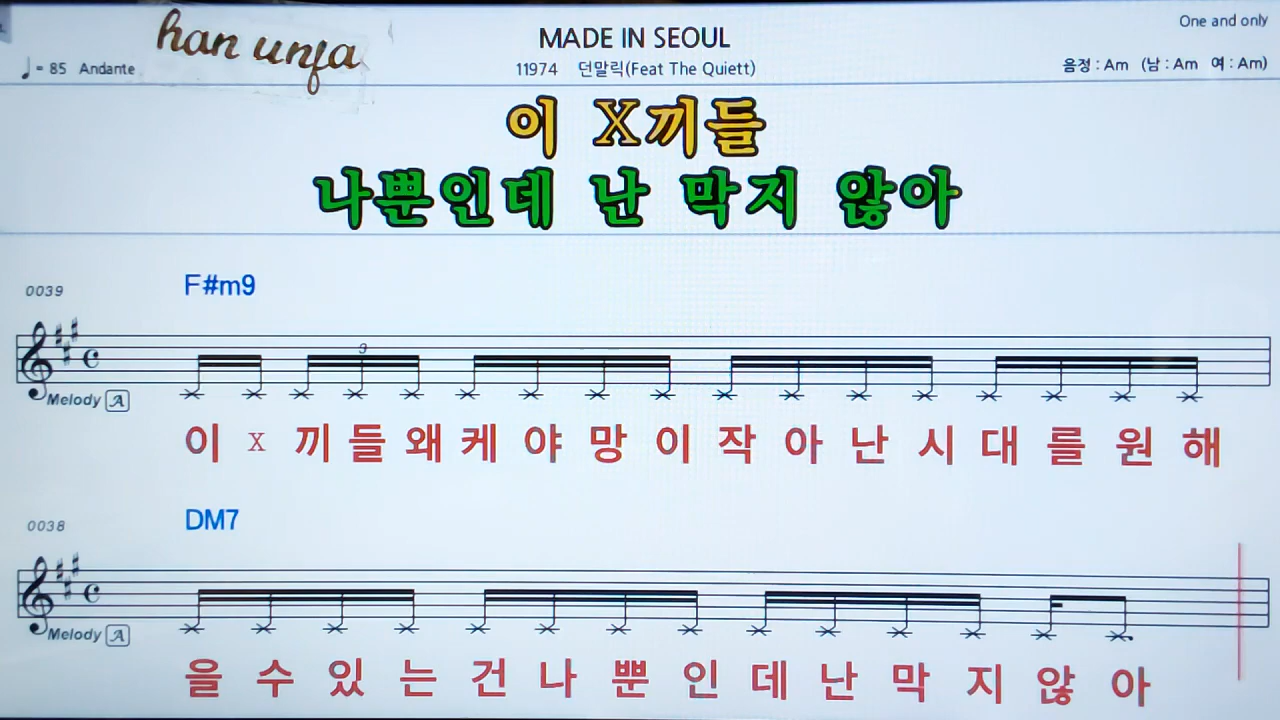 han unja
MADE IN SEOUL
One and only
♩= 85 Andante
11974 던말릭(Feat The Quiett)
음정 : Am (남 : Am 여 : Am)
이 X끼들
나뿐인데 난 막지 않아
F#m9
0039
3
Melody A
이 x 끼 들 왜 케 야 망 이 작 아 난 시 대 를 원 해
DM7
0038
Melody A
을 수 있 는 건 나 뿐 인 데 난 막 지 않 아